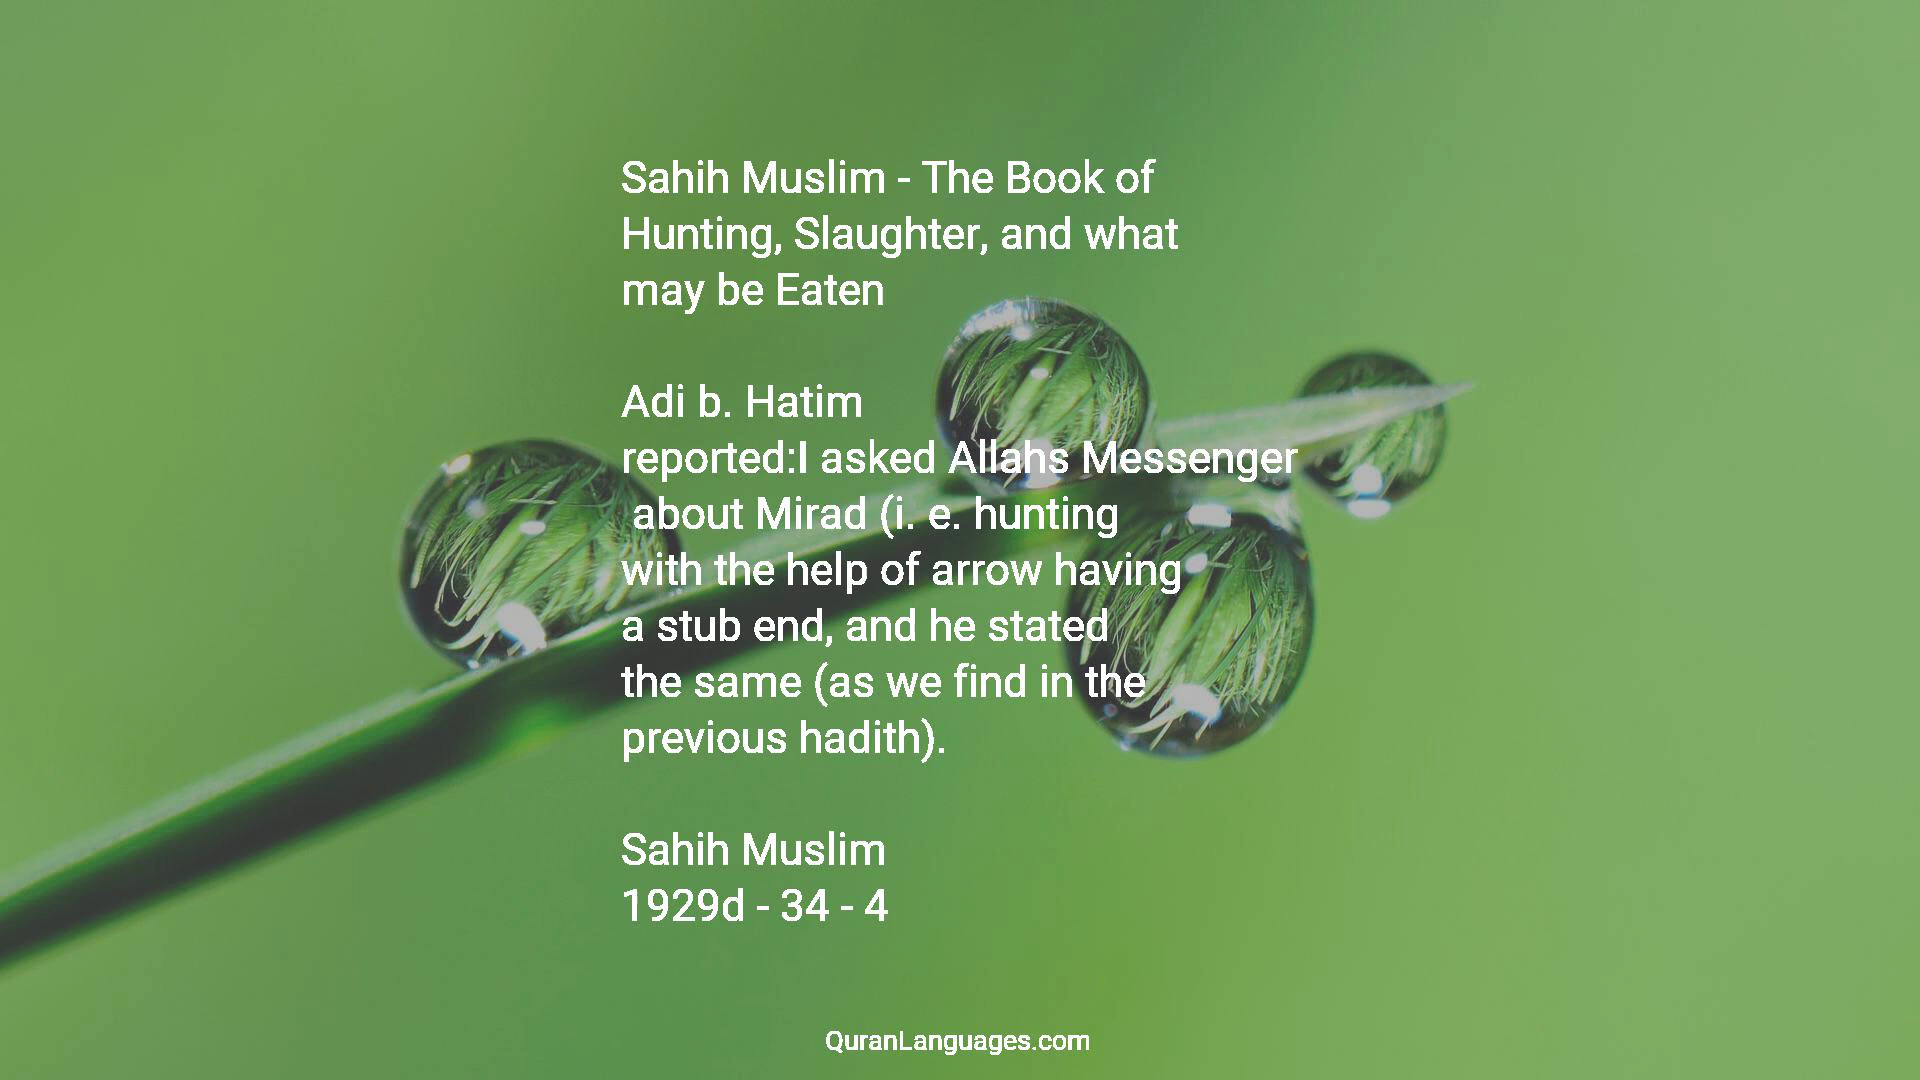 Sahih Muslim - The Book of
Hunting, Slaughter, and what
may be Eaten
Adi b. Hatim
reported:I asked Allahs Messenger
about Mirad (i. e. hunting
with the help of arrow having
a stub end, and he stated
the same (as we find in the
previous hadith).
Sahih Muslim
1929d - 34 - 4
QuranLanguages.com